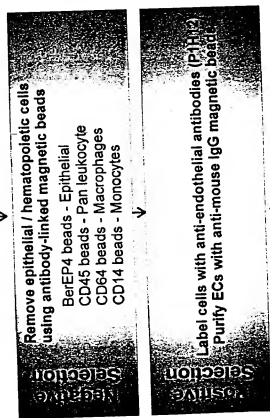 Negative
Selection
Remove epithelial / hematopoietic cells
using antibody-linked magnetic beads
BerEP4 beads - Epithelial
CD45 beads - Pan leukocyte
CD64 beads - Macrophages
CD14 beads - Monocytes
Positive
Selection
Label cells with anti-endothelial antibodies (P1H12)
Purify ECs with anti-mouse IgG magnetic beads